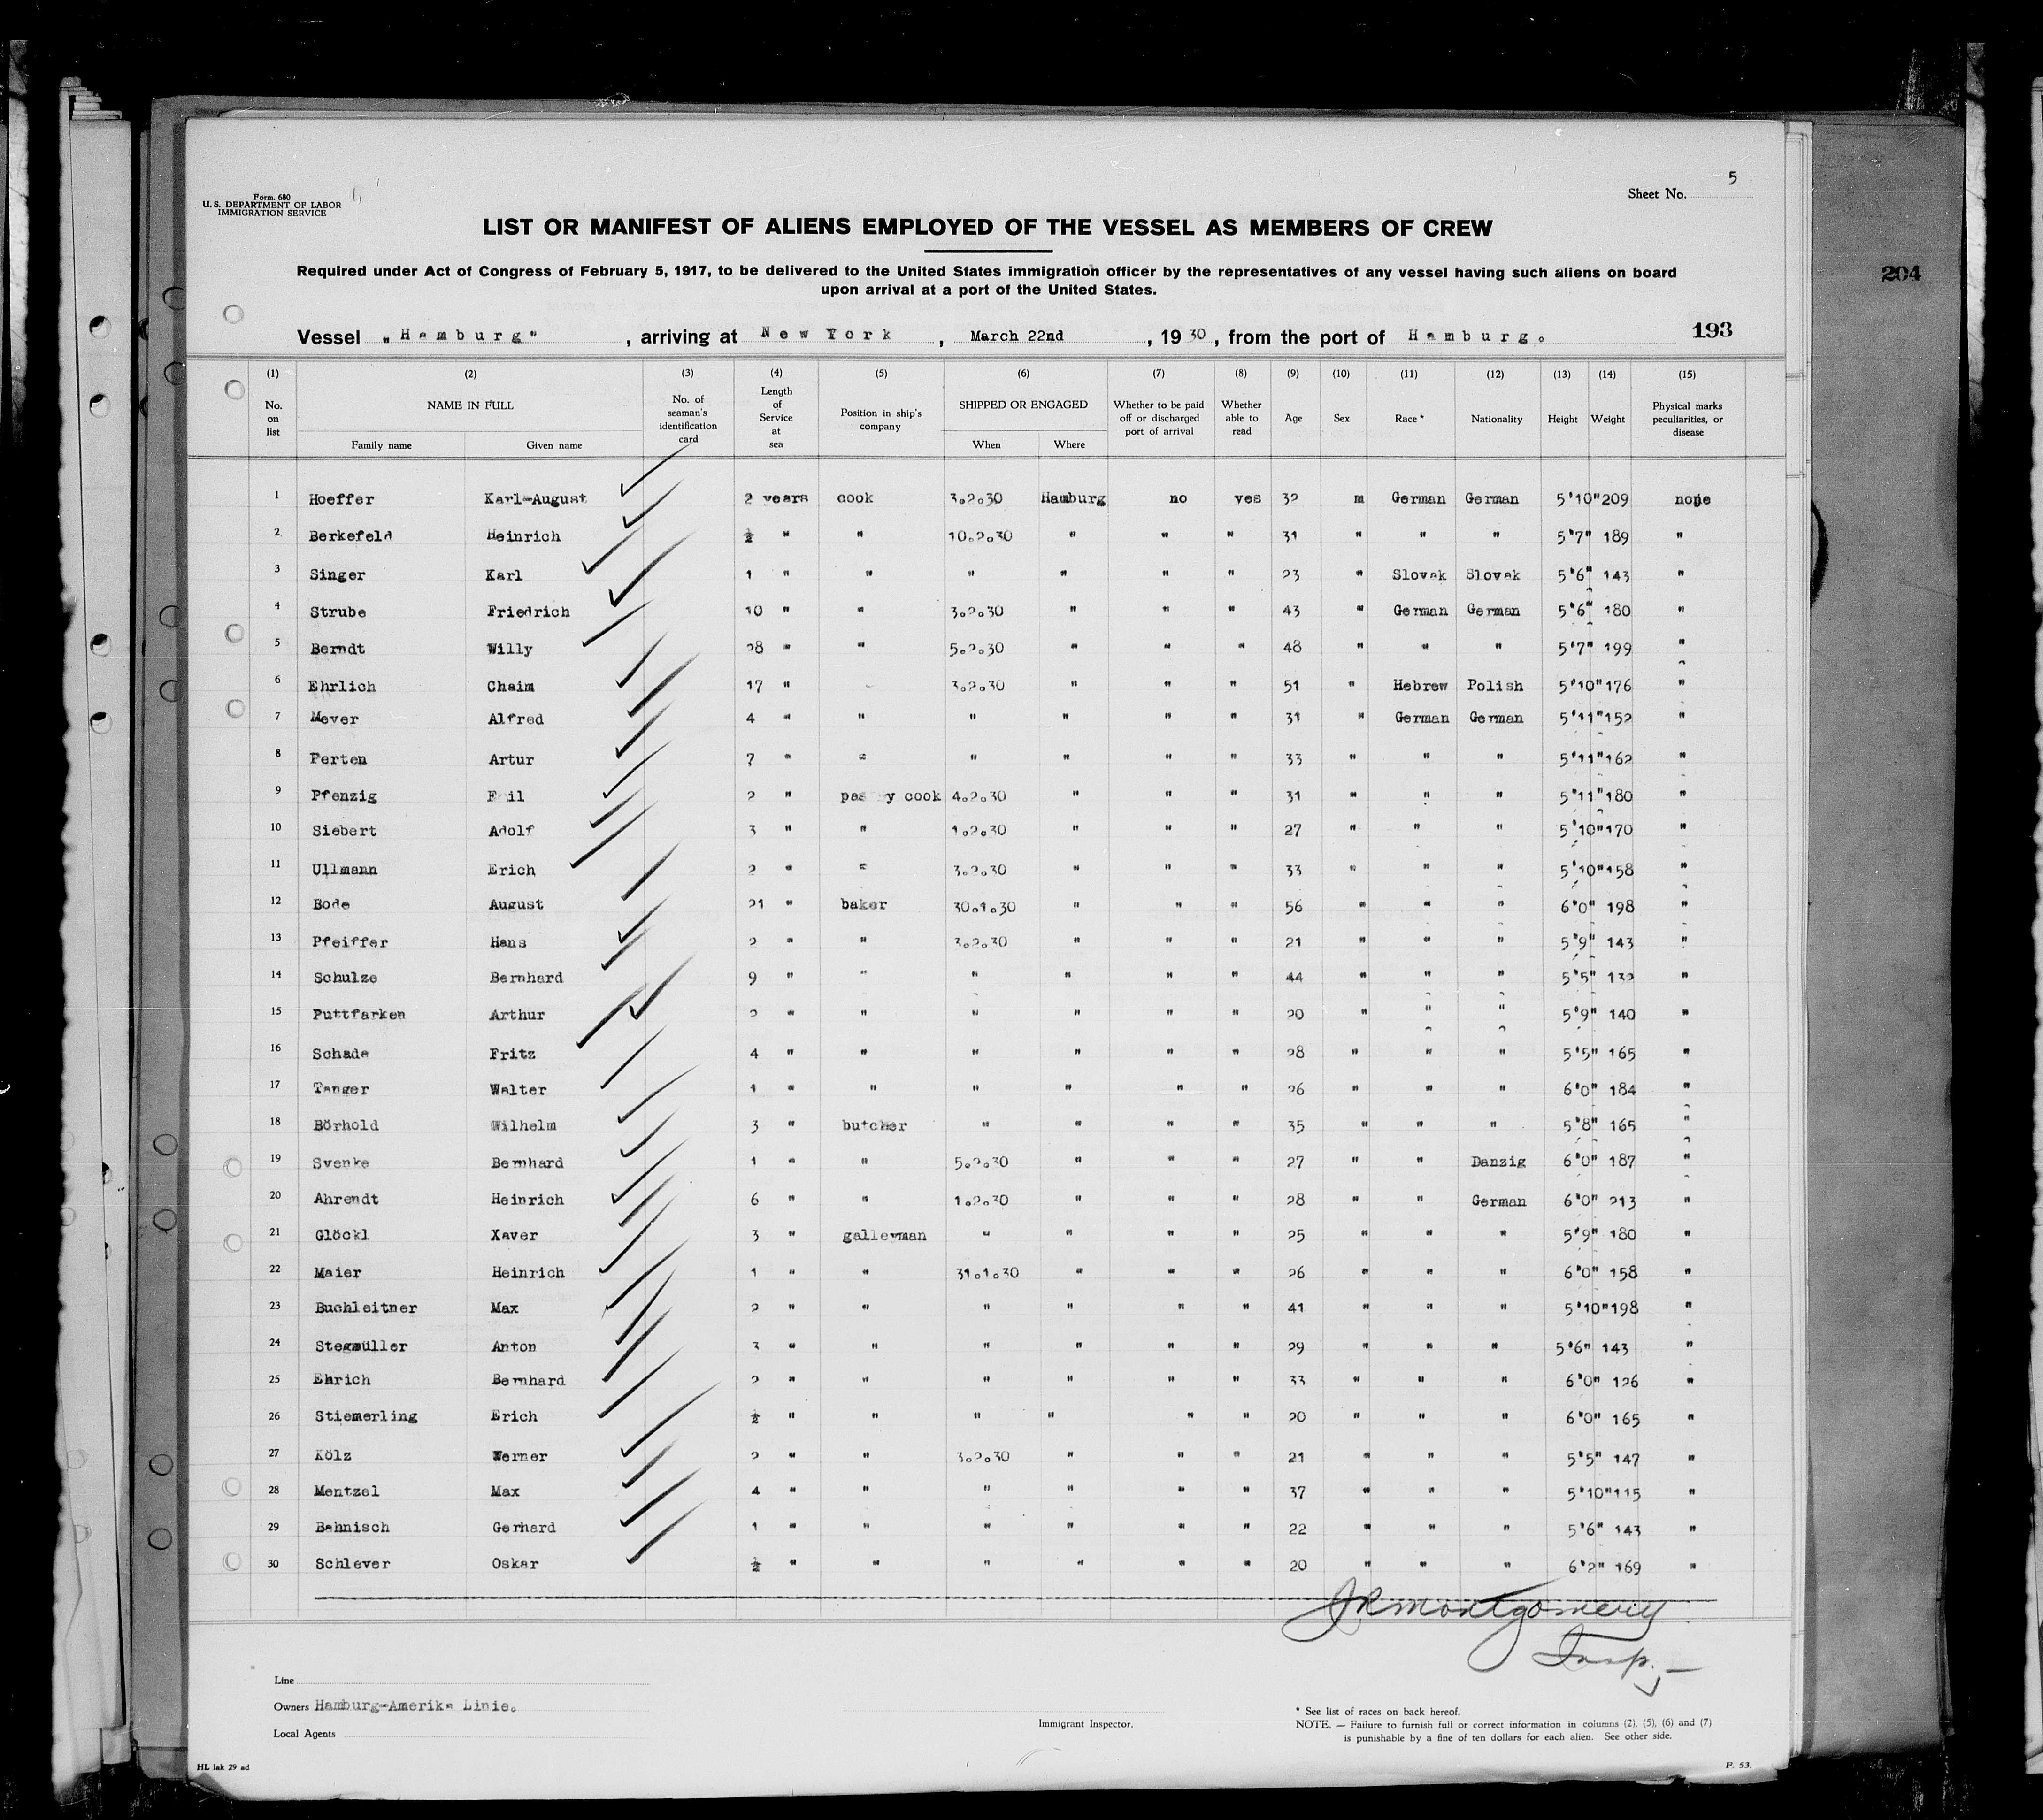 Form. 680
U. S. DEPARTMENT OF LABOR
IMMIGRATION SERVICE
Sheet No. 5
LIST OR MANIFEST OF ALIENS EMPLOYED OF THE VESSEL AS MEMBERS OF CREW
Required under Act of Congress of February 5, 1917, to be delivered to the United States immigration officer by the representatives of any vessel having such aliens on board
upon arrival at a port of the United States.
204
Vessel „Hamburg" , arriving at New York , March 22nd , 19 30 , from the port of Hamburg. 193
(1) (2) (3) (4) (5) (6) (7) (8) (9) (10) (11) (12) (13) (14) (15)
No. on list NAME IN FULL Family name Given name No. of seaman's identification card Length of Service at sea Position in ship's company SHIPPED OR ENGAGED When Where Whether to be paid off or discharged port of arrival Whether able to read Age Sex Race * Nationality Height Weight Physical marks peculiarities, or disease
1 Hoeffer Karl-August 2 years cook 3.2.30 Hamburg no yes 32 m German German 5'10" 209 none
2 Berkefeld Heinrich ½ " " 10.2.30 " " " 31 " " " 5'7" 189 "
3 Singer Karl 1 " " " " " " 23 " Slovak Slovak 5'6" 143 "
4 Strube Friedrich 10 " " 3.2.30 " " " 43 " German German 5'6" 180 "
5 Berndt Willy 28 " " 5.2.30 " " " 48 " " " 5'7" 199 "
6 Ehrlich Chaim 17 " 3.2.30 " " " 51 " Hebrew Polish 5'10" 176 "
7 Meyer Alfred 4 " " " " " " 31 " German German 5'11" 152 "
8 Perten Artur 7 " " " " " " 33 " " " 5'11" 162 "
9 Pfenzig 2 " cook 4.2.30 " " " 31 " " " 5'11" 180 "
10 Siebert Adolf 3 " " 1.2.30 " " " 27 " " " 5'10" 170 "
11 Ullmann Erich 2 " " 3.2.30 " " " 33 " " " 5'10" 158 "
12 Bode August 21 " baker 30.1.30 " " " 56 " " " 6'0" 198 "
13 Pfeiffer Hans 2 " " 3.2.30 " " " 21 " " " 5'9" 143 "
14 Schulze Bernhard 9 " " " " " " 44 " " " 5'5" 132 "
15 Puttfarken Arthur 2 " " " " " " 20 " " " 5'9" 140 "
16 Schade Fritz 4 " " " " " " 28 " " " 5'5" 165 "
17 Tanger Walter 1 " " " " " " 26 " " " 6'0" 184 "
18 Börhold Wilhelm 3 " butcher " " " " 35 " " " 5'8" 165 "
19 Svenke Bernhard 1 " " 5.2.30 " " " 27 " " Danzig 6'0" 187 "
20 Ahrendt Heinrich 6 " " 1.2.30 " " " 28 " " German 6'0" 213 "
21 Glöckl Xaver 3 " galleyman " " " " 25 " " " 5'9" 180 "
22 Maier Heinrich 1 " " 31.1.30 " " " 26 " " " 6'0" 158 "
23 Buchleitner Max 2 " " " " " " 41 " " " 5'10" 198 "
24 Stegmüller Anton 3 " " " " " " 29 " " " 5'6" 143 "
25 Ehrich Bernhard 2 " " " " " " 33 " " " 6'0" 126 "
26 Stiemerling Erich ½ " " " " " " 20 " " " 6'0" 165 "
27 Kölz Werner 2 " " 3.2.30 " " " 21 " " " 5'5" 147 "
28 Mentzel Max 4 " " " " " " 37 " " " 5'10" 115 "
29 Bahnisch Gerhard 1 " " " " " " 22 " " " 5'6" 143 "
30 Schlever Oskar ½ " " " " " " 20 " " " 6'2" 169 "
JR Montgomery
Insp.
Line
Owners Hamburg-Amerika Linie.
Local Agents
Immigrant Inspector.
* See list of races on back hereof.
NOTE. — Failure to furnish full or correct information in columns (2), (5), (6) and (7)
is punishable by a fine of ten dollars for each alien. See other side.
HL lak 29 ad
F. 53.